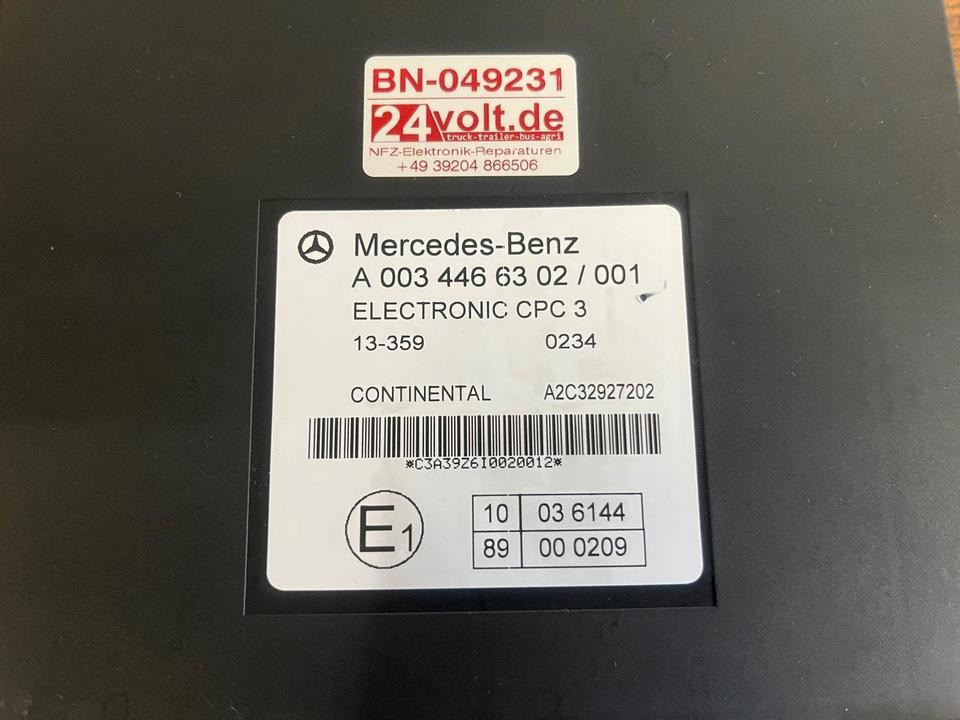 BN-049231
24volt.de
truck-trailer-bus-agri
NFZ-Elektronik-Reparaturen
+49 39204 866506
Mercedes-Benz
A 003 446 63 02 / 001
ELECTRONIC CPC 3
13-359 0234
CONTINENTAL A2C32927202
*C3A39Z6I0020012*
E1
10 03 6144
89 00 0209